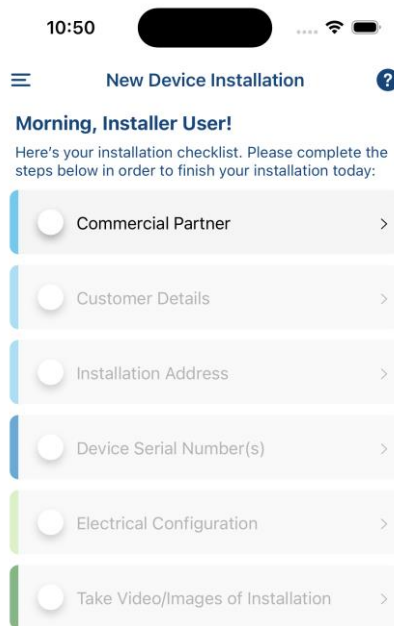 10:50
New Device Installation
?
Morning, Installer User!
Here's your installation checklist. Please complete the
steps below in order to finish your installation today:
Commercial Partner
Customer Details
Installation Address
Device Serial Number(s)
Electrical Configuration
Take Video/Images of Installation